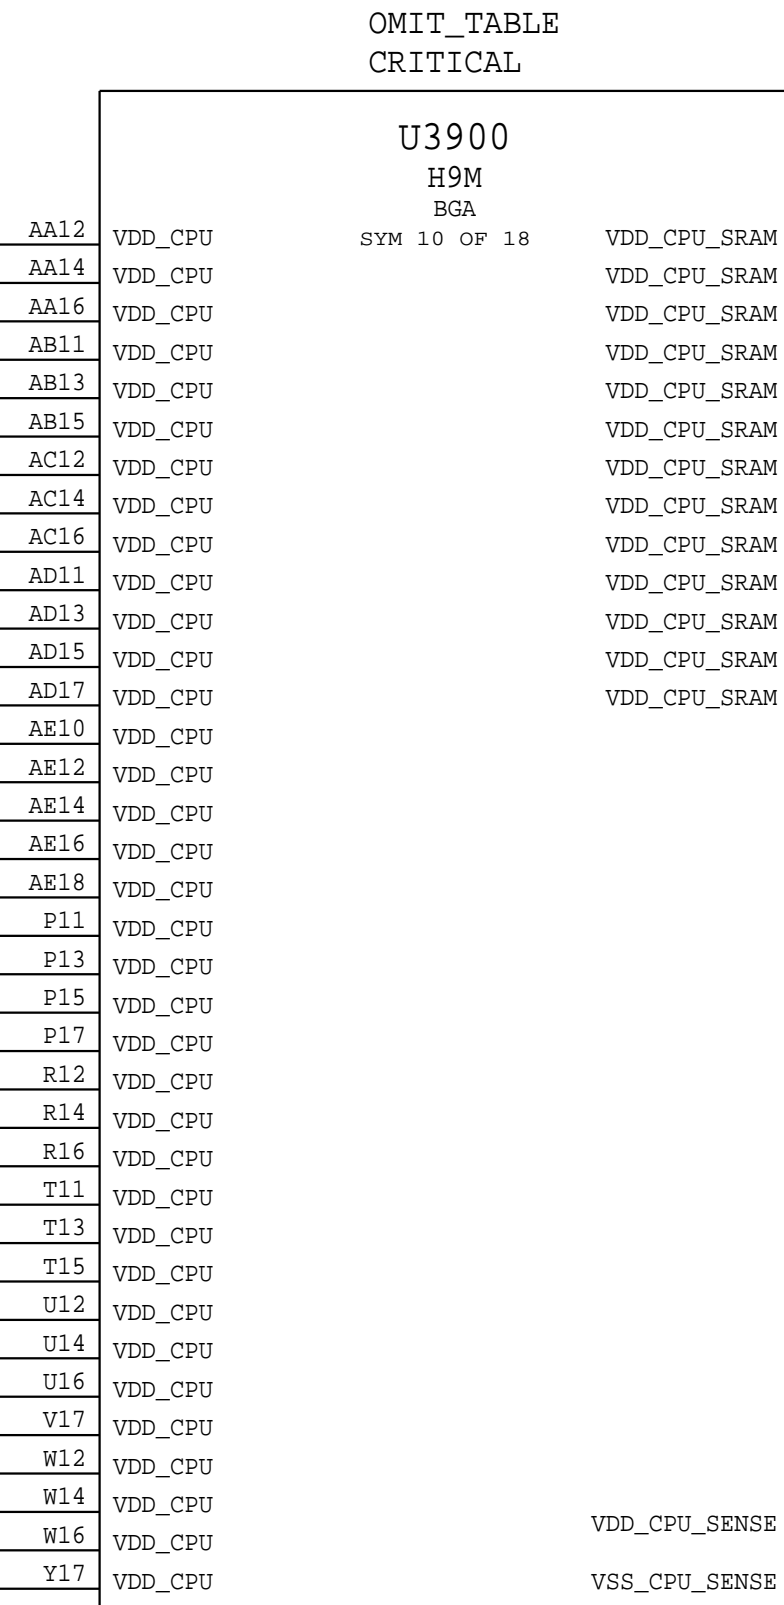 OMIT_TABLE
CRITICAL
U3900
H9M
BGA
AA12 VDD_CPU SYM 10 OF 18 VDD_CPU_SRAM
AA14 VDD_CPU VDD_CPU_SRAM
AA16 VDD_CPU VDD_CPU_SRAM
AB11 VDD_CPU VDD_CPU_SRAM
AB13 VDD_CPU VDD_CPU_SRAM
AB15 VDD_CPU VDD_CPU_SRAM
AC12 VDD_CPU VDD_CPU_SRAM
AC14 VDD_CPU VDD_CPU_SRAM
AC16 VDD_CPU VDD_CPU_SRAM
AD11 VDD_CPU VDD_CPU_SRAM
AD13 VDD_CPU VDD_CPU_SRAM
AD15 VDD_CPU VDD_CPU_SRAM
AD17 VDD_CPU VDD_CPU_SRAM
AE10 VDD_CPU
AE12 VDD_CPU
AE14 VDD_CPU
AE16 VDD_CPU
AE18 VDD_CPU
P11 VDD_CPU
P13 VDD_CPU
P15 VDD_CPU
P17 VDD_CPU
R12 VDD_CPU
R14 VDD_CPU
R16 VDD_CPU
T11 VDD_CPU
T13 VDD_CPU
T15 VDD_CPU
U12 VDD_CPU
U14 VDD_CPU
U16 VDD_CPU
V17 VDD_CPU
W12 VDD_CPU
W14 VDD_CPU
VDD_CPU_SENSE
W16 VDD_CPU
Y17 VDD_CPU VSS_CPU_SENSE